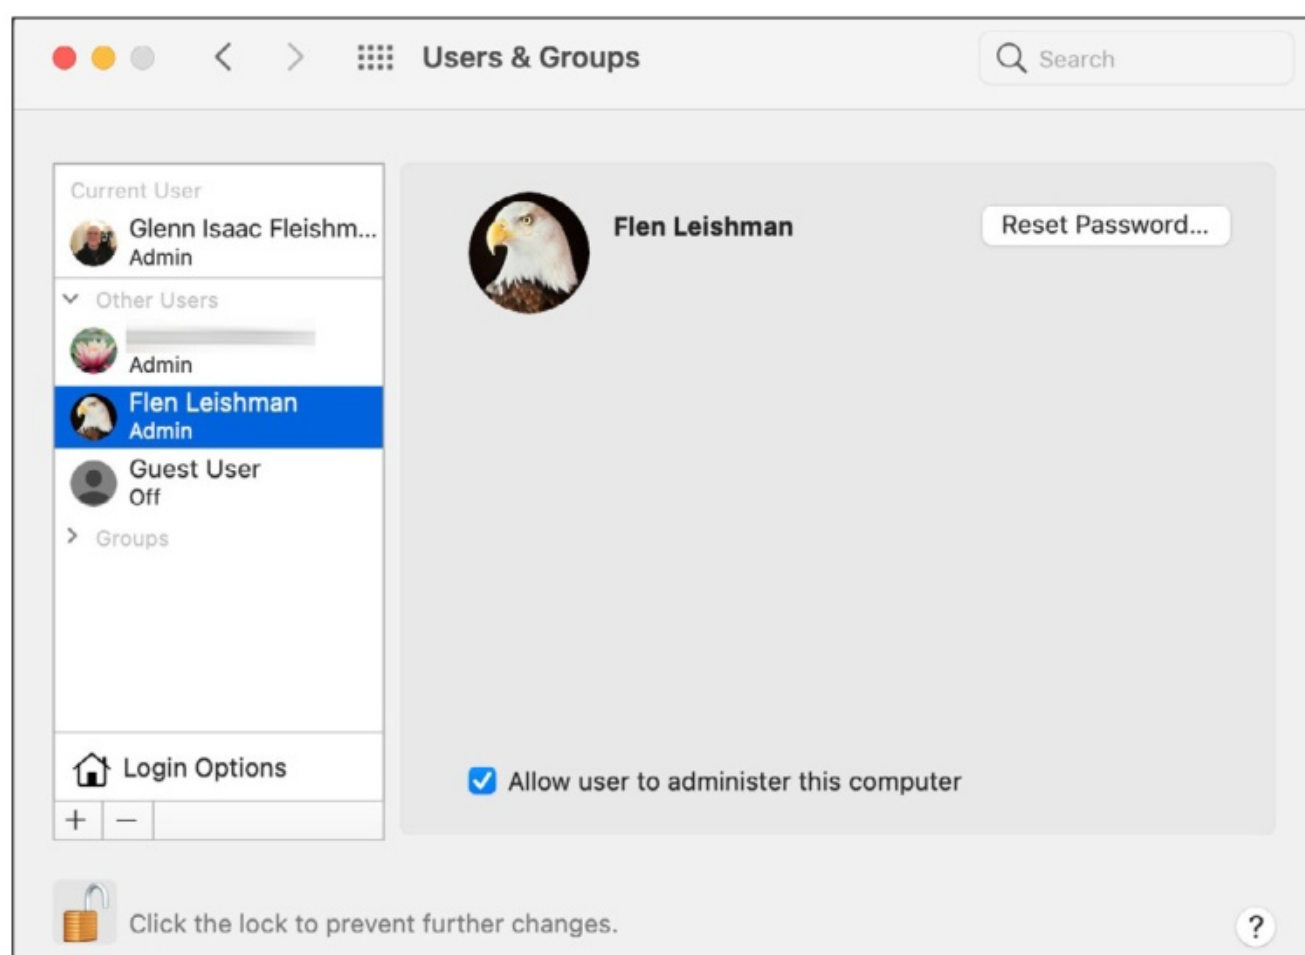 Users & Groups
Search
Current User
Glenn Isaac Fleishm...
Admin
Other Users
Admin
Flen Leishman
Admin
Guest User
Off
Groups
Login Options
+ −
Flen Leishman
Reset Password...
Allow user to administer this computer
Click the lock to prevent further changes.
?